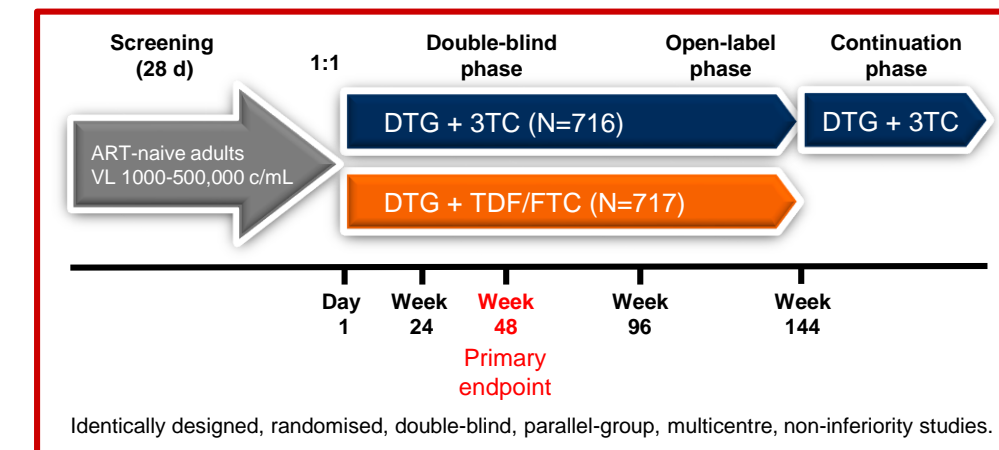 Screening
(28 d)
1:1
Double-blind
phase
Open-label
phase
Continuation
phase
ART-naive adults
VL 1000-500,000 c/mL
DTG + 3TC (N=716)
DTG + 3TC
DTG + TDF/FTC (N=717)
Day
1
Week
24
Week
48
Primary
endpoint
Week
96
Week
144
Identically designed, randomised, double-blind, parallel-group, multicentre, non-inferiority studies.